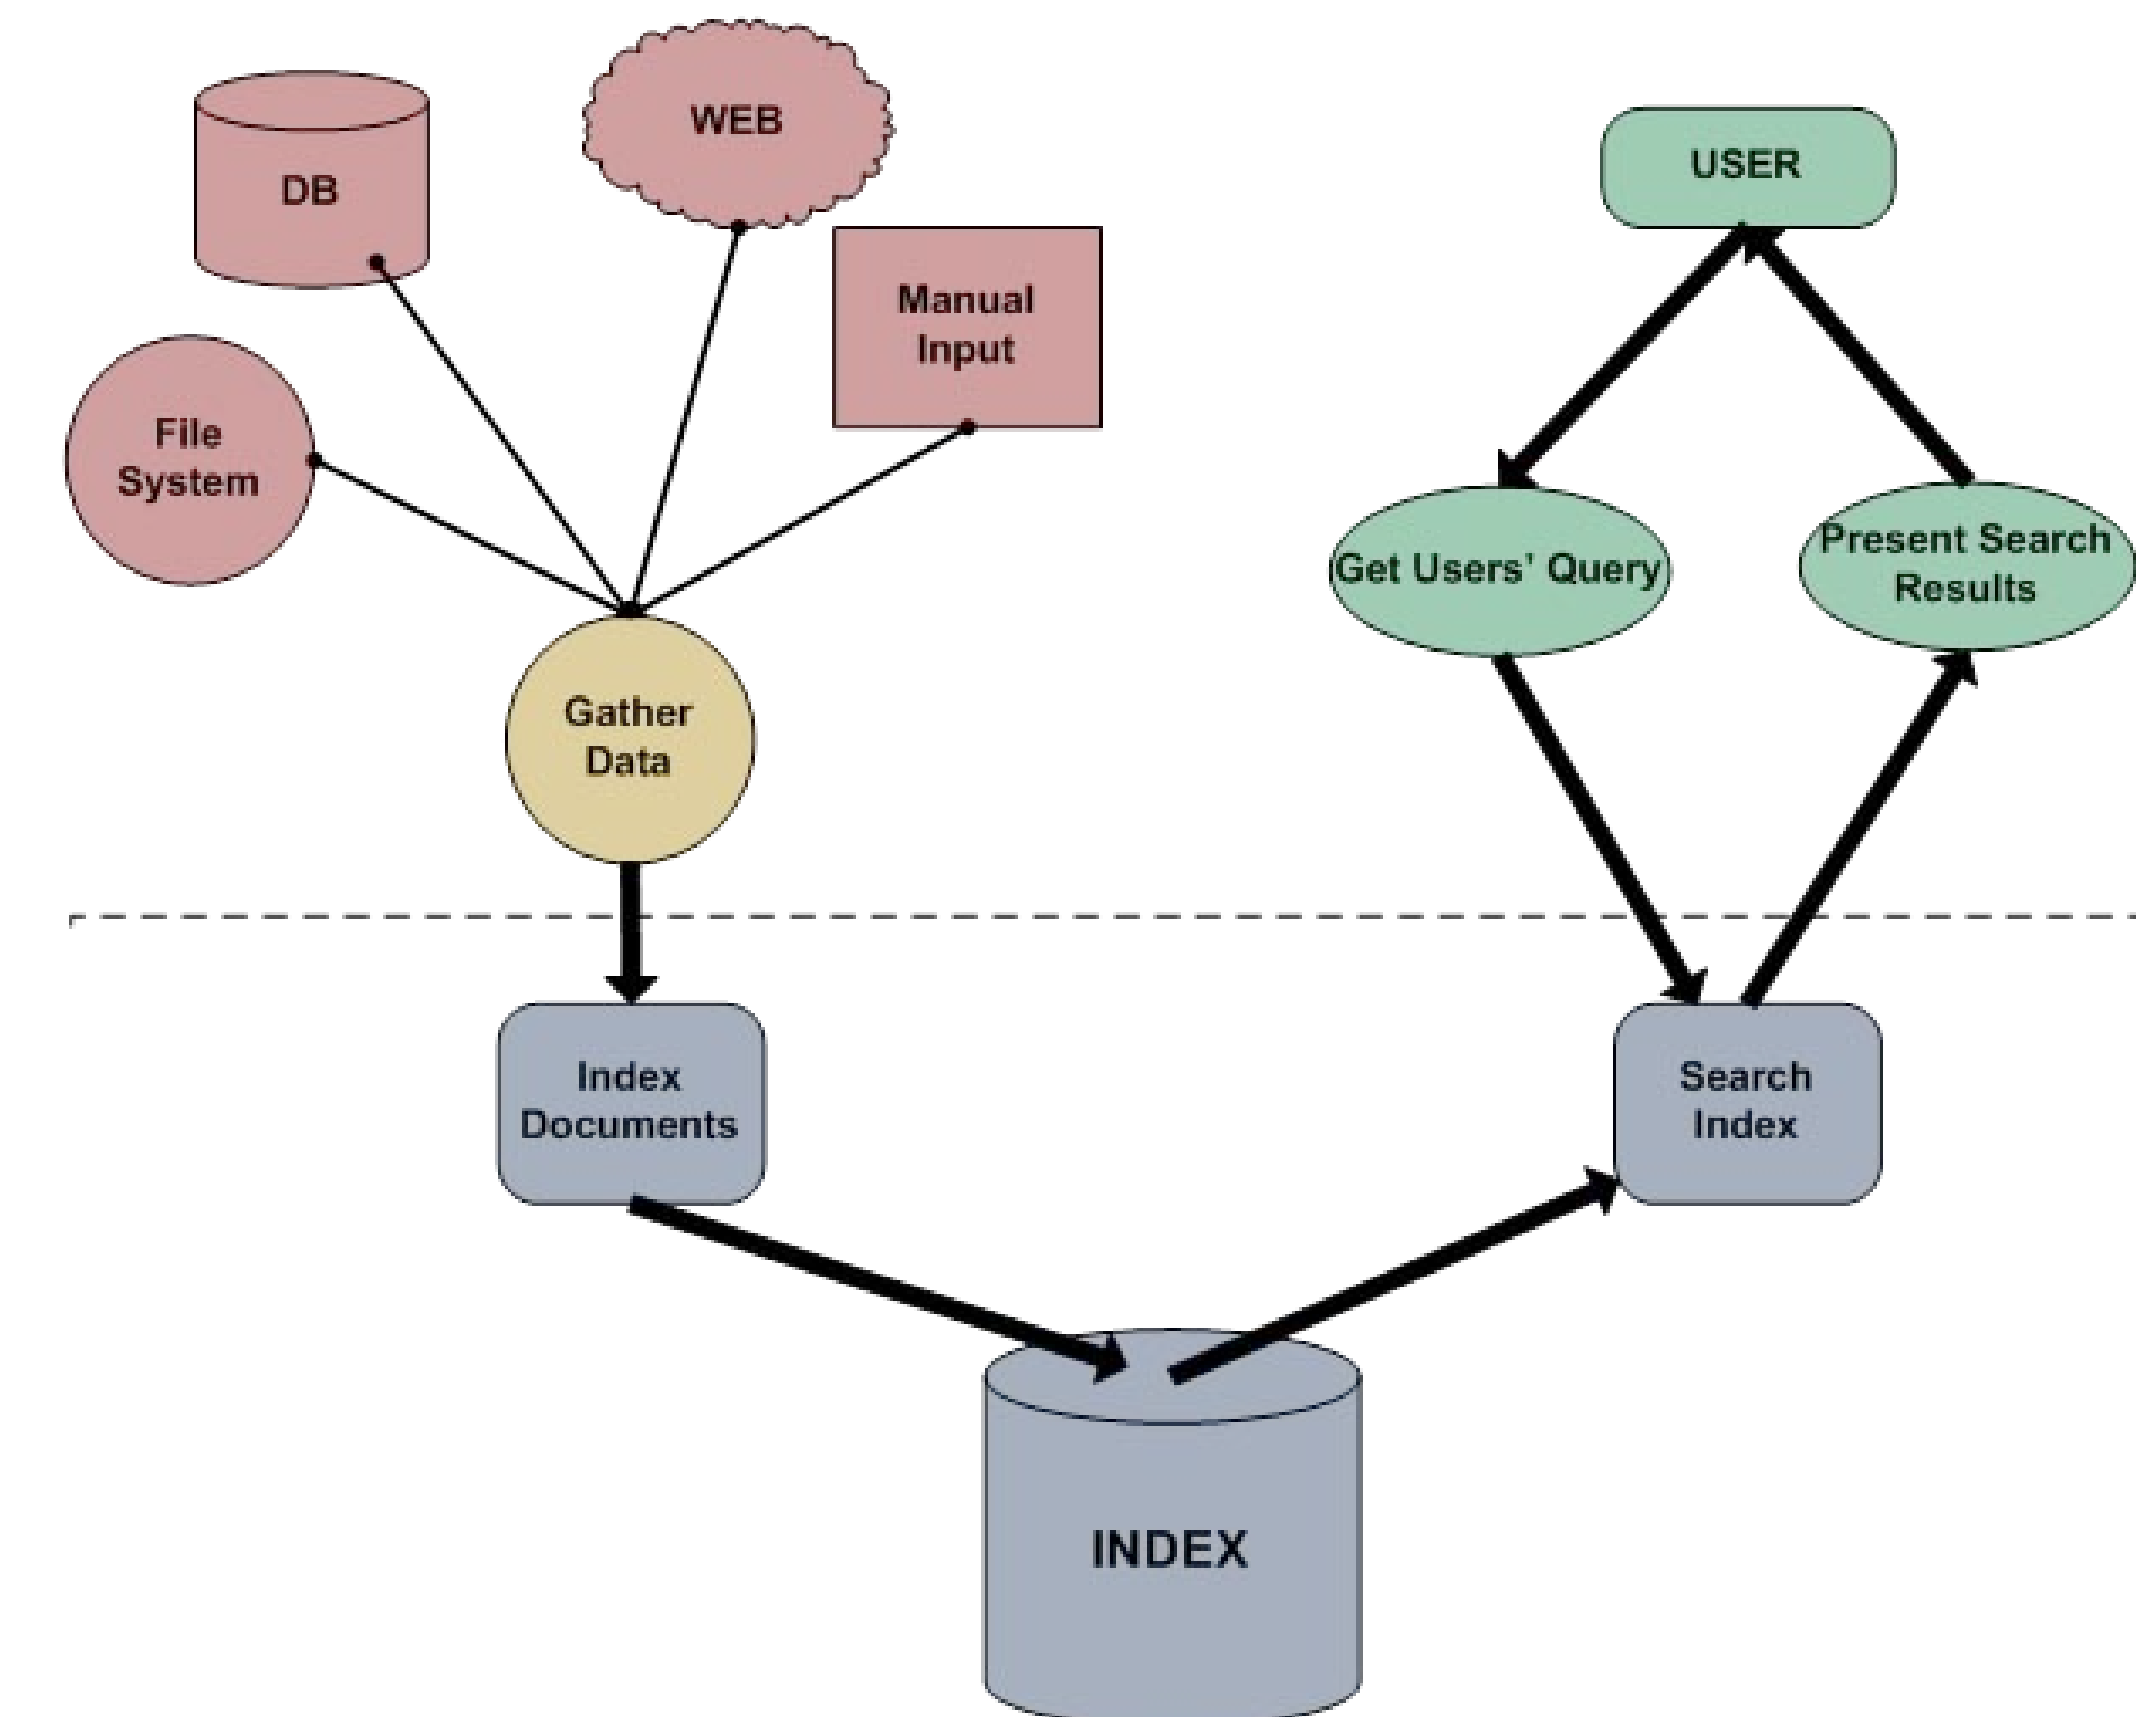 WEB
DB
USER
Manual
Input
File
System
Get Users' Query
Present Search
Results
Gather
Data
Index
Documents
Search
Index
INDEX